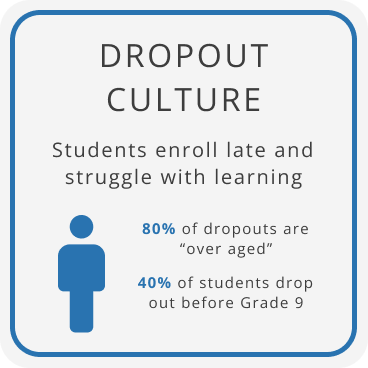 DROPOUT
CULTURE
Students enroll late and
struggle with learning
80% of dropouts are
“over aged”
40% of students drop
out before Grade 9